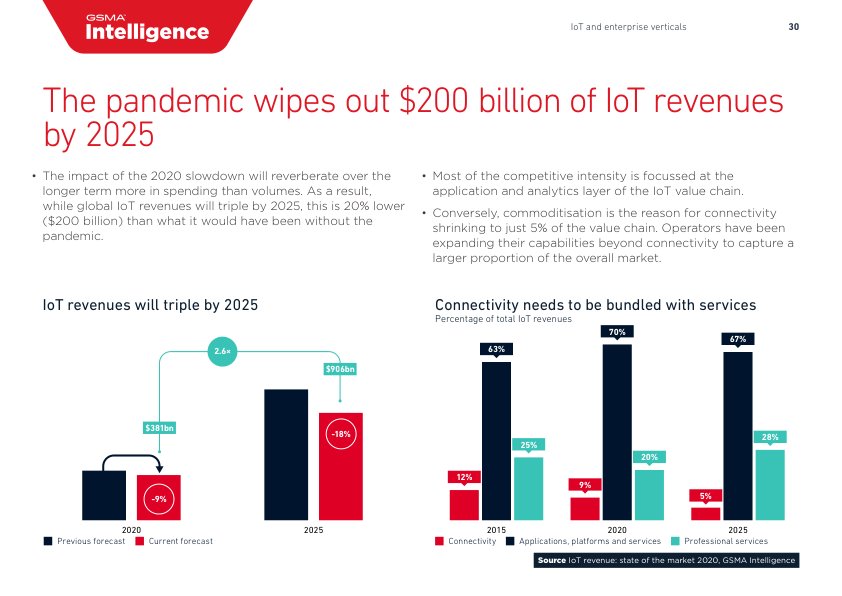 GSMA
Intelligence
IoT and enterprise verticals
30
The pandemic wipes out $200 billion of IoT revenues
by 2025
• The impact of the 2020 slowdown will reverberate over the
longer term more in spending than volumes. As a result,
while global IoT revenues will triple by 2025, this is 20% lower
($200 billion) than what it would have been without the
pandemic.
• Most of the competitive intensity is focussed at the
application and analytics layer of the IoT value chain.
• Conversely, commoditisation is the reason for connectivity
shrinking to just 5% of the value chain. Operators have been
expanding their capabilities beyond connectivity to capture a
larger proportion of the overall market.
IoT revenues will triple by 2025
2.6×
$906bn
$381bn
-18%
-9%
2020
2025
Previous forecast
Current forecast
Connectivity needs to be bundled with services
Percentage of total IoT revenues
63%
70%
67%
12%
25%
9%
20%
5%
28%
2015
2020
2025
Connectivity
Applications, platforms and services
Professional services
Source IoT revenue: state of the market 2020, GSMA Intelligence